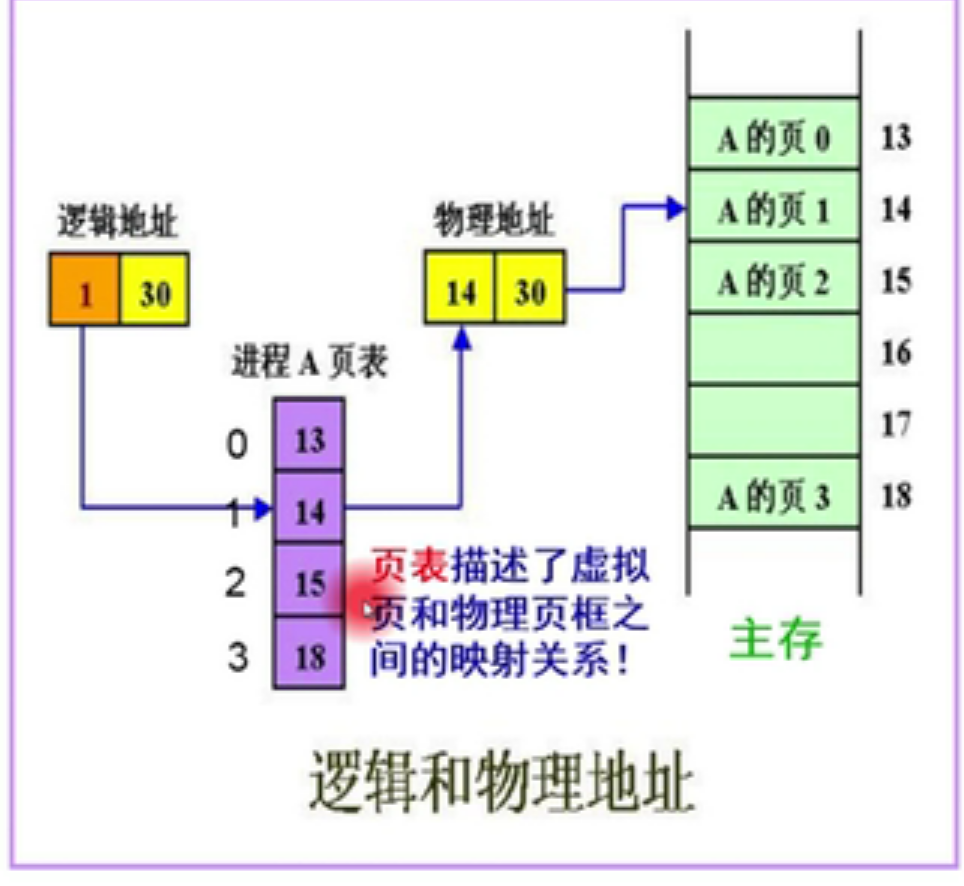 A 的页 0 13
逻辑地址
物理地址
A 的页 1 14
1 30
14 30
A 的页 2 15
16
进程 A 页表
17
0 13
A 的页 3 18
1 14
2 15
3 18
页表描述了虚拟
页和物理页框之
间的映射关系！
主存
逻辑和物理地址